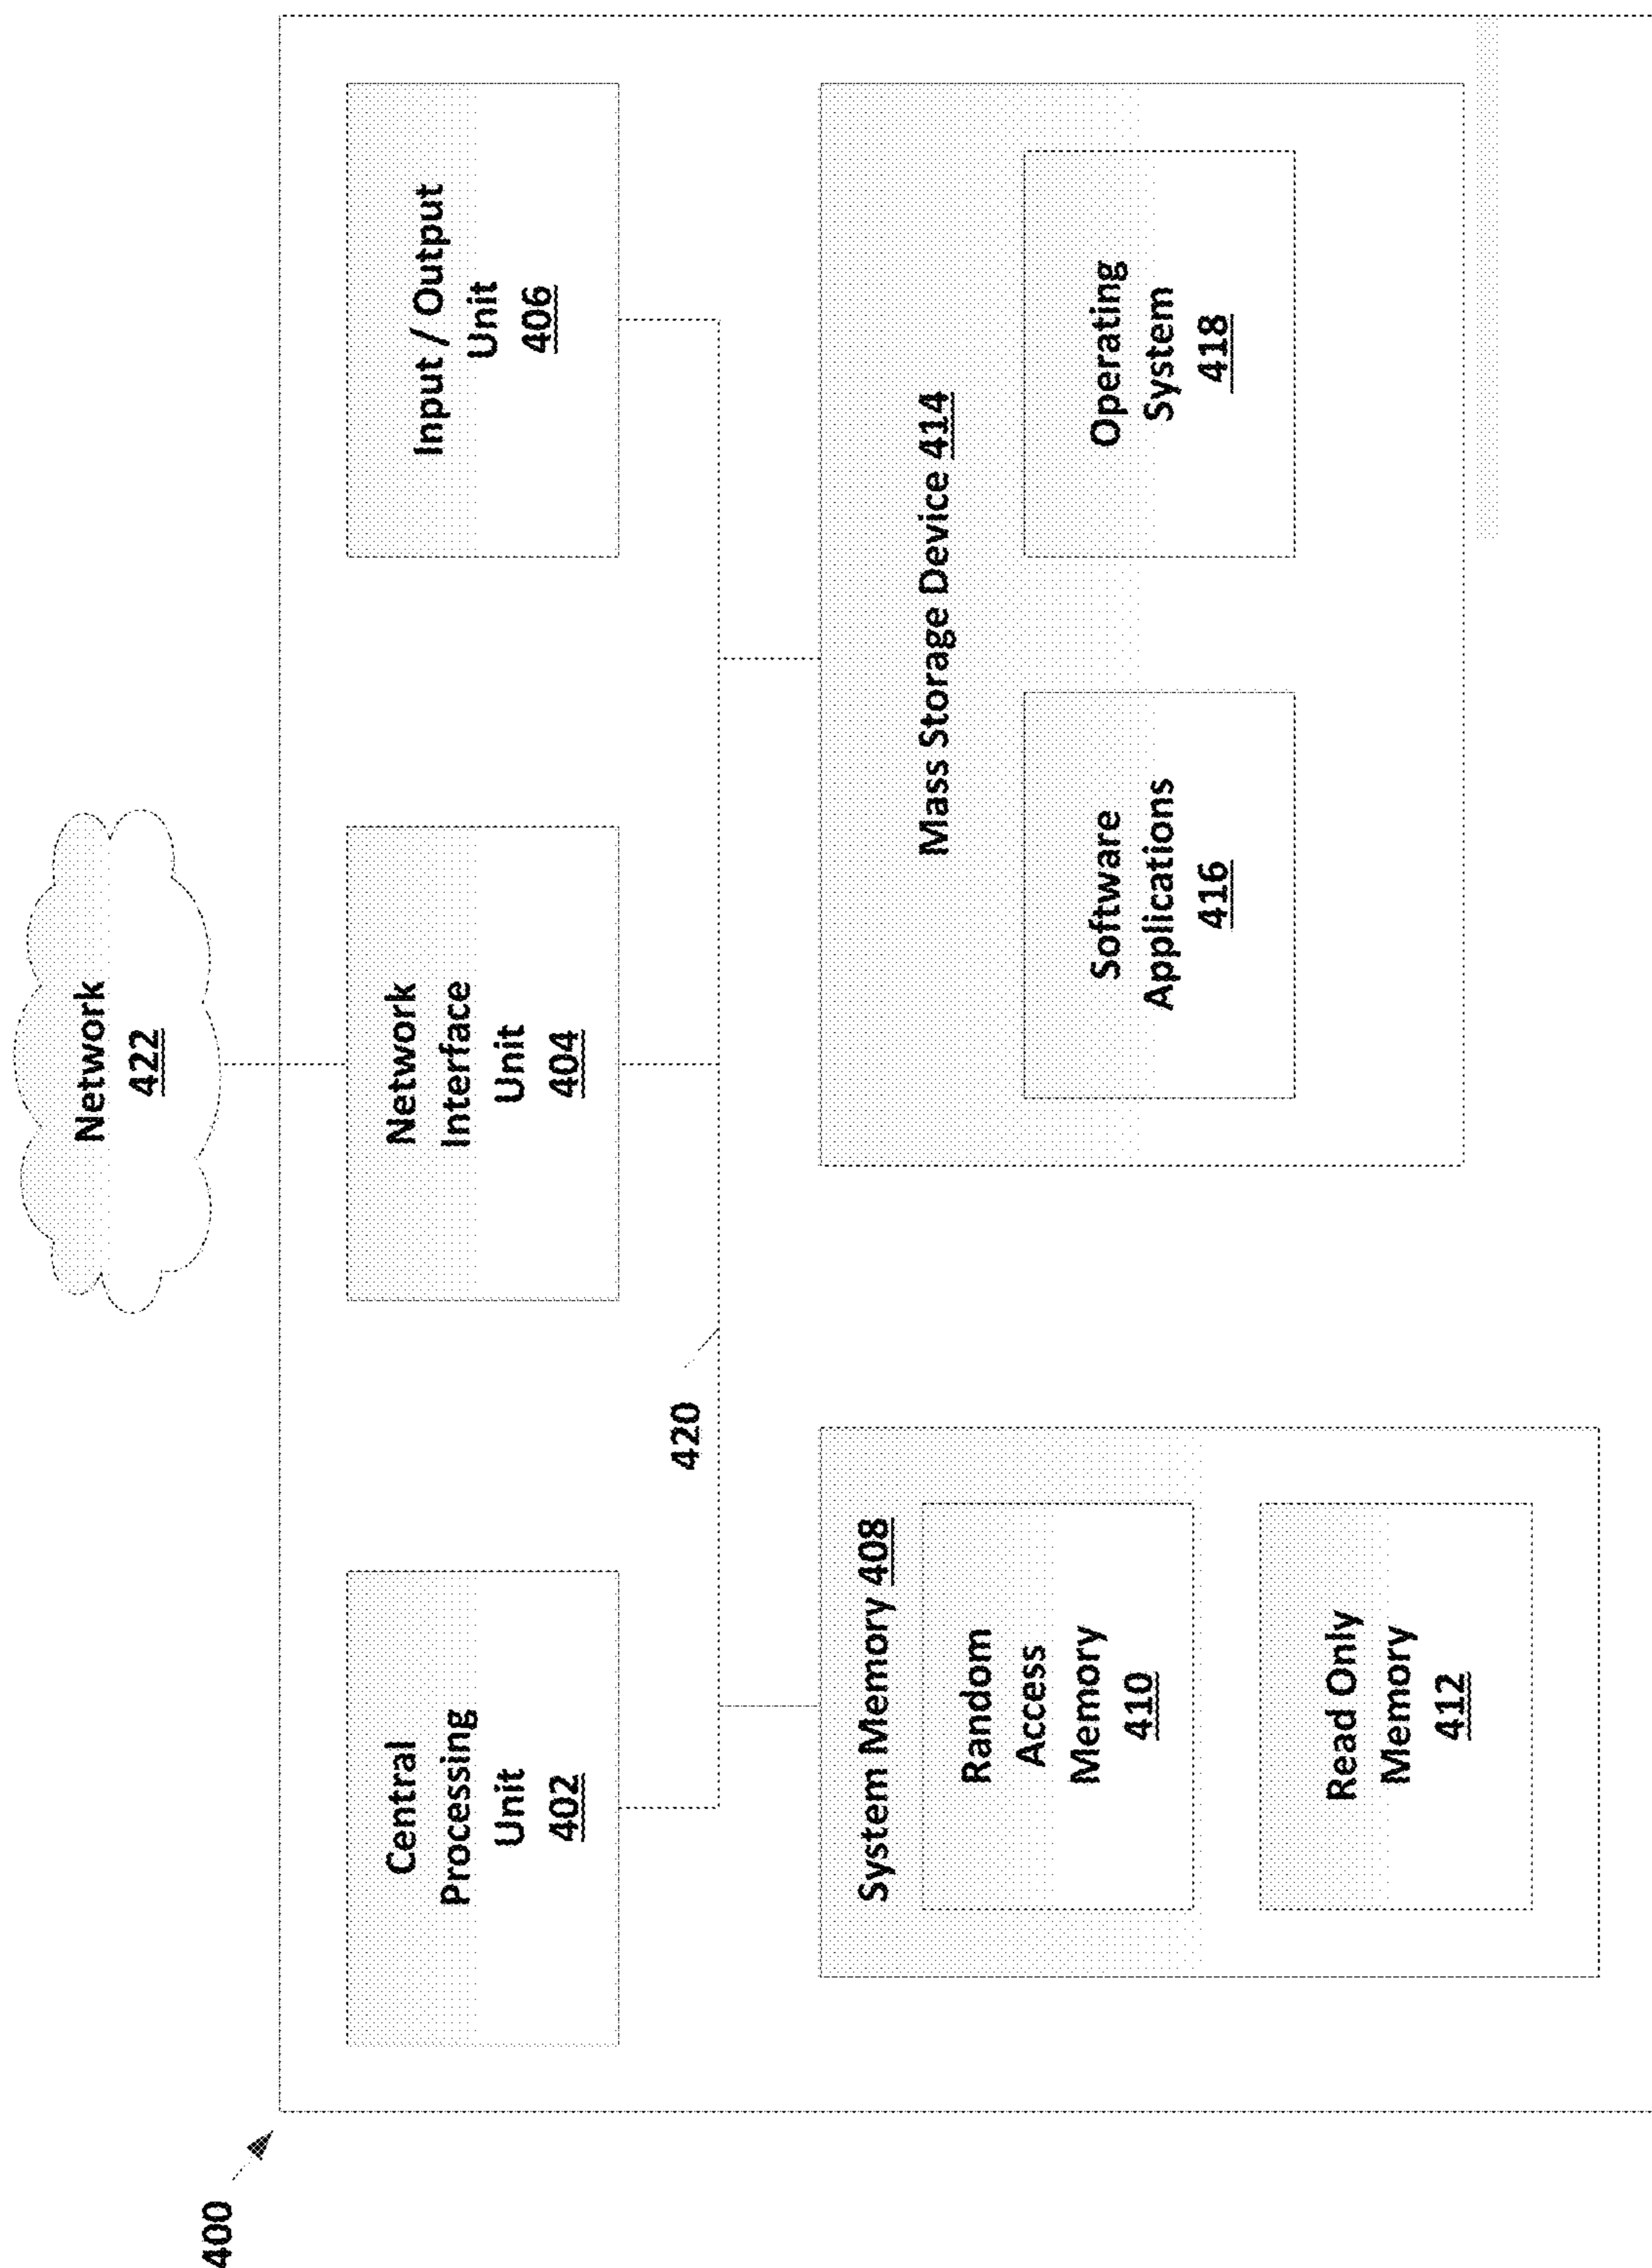 400
Network
422
Central
Processing
Unit
402
Network
Interface
Unit
404
Input / Output
Unit
406
420
System Memory 408
Random
Access
Memory
410
Read Only
Memory
412
Mass Storage Device 414
Software
Applications
416
Operating
System
418